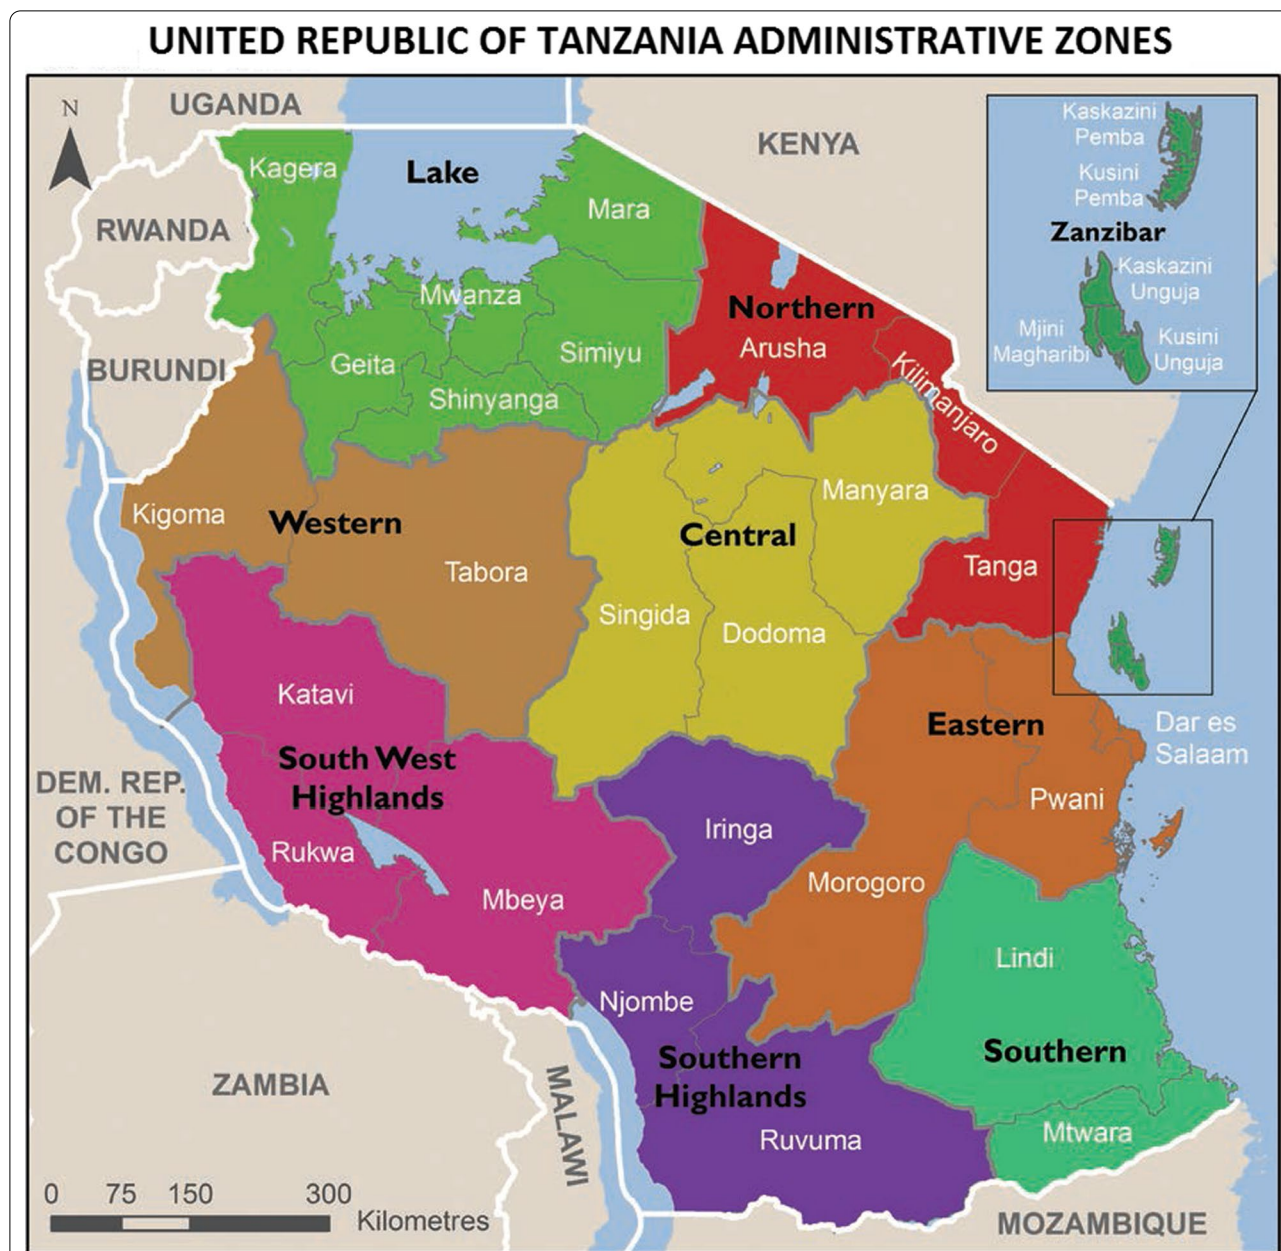 UNITED REPUBLIC OF TANZANIA ADMINISTRATIVE ZONES
N
UGANDA
KENYA
RWANDA
BURUNDI
Kagera
Lake
Mara
Mwanza
Geita
Simiyu
Shinyanga
Northern
Arusha
Kilimanjaro
Tanga
Kaskazini
Pemba
Kusini
Pemba
Zanzibar
Kaskazini
Unguja
Mjini
Magharibi
Kusini
Unguja
Kigoma
Western
Tabora
Central
Manyara
Singida
Dodoma
Katavi
South West
Highlands
Rukwa
Mbeya
Eastern
Dar es
Salaam
Pwani
Morogoro
Iringa
Njombe
Southern
Highlands
Ruvuma
Lindi
Southern
Mtwara
DEM. REP.
OF THE
CONGO
ZAMBIA
MALAWI
MOZAMBIQUE
0 75 150 300
Kilometres